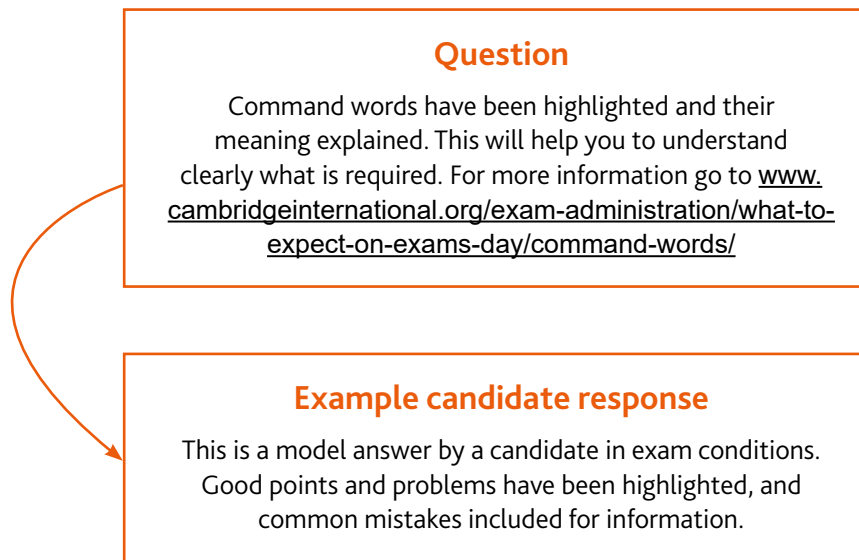 Question
Command words have been highlighted and their
meaning explained. This will help you to understand
clearly what is required. For more information go to www.
cambridgeinternational.org/exam-administration/what-to-
expect-on-exams-day/command-words/
Example candidate response
This is a model answer by a candidate in exam conditions.
Good points and problems have been highlighted, and
common mistakes included for information.